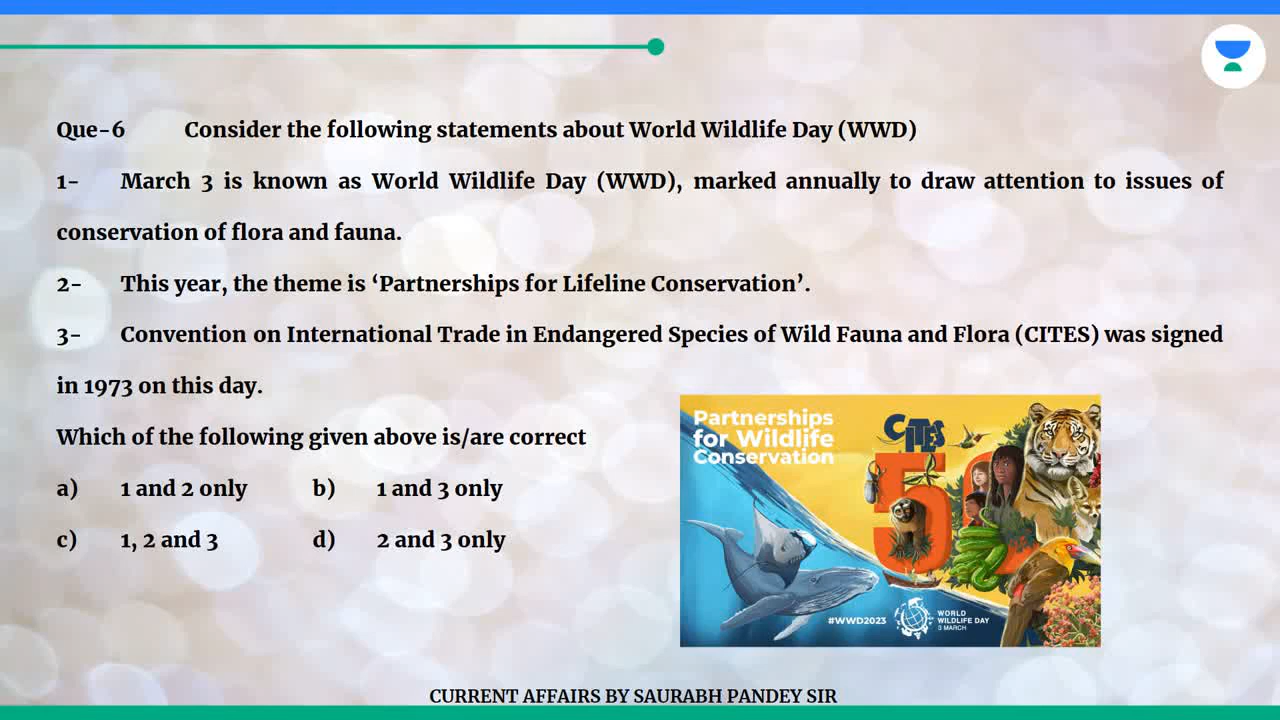 Que-6 Consider the following statements about World Wildlife Day (WWD)
1- March 3 is known as World Wildlife Day (WWD), marked annually to draw attention to issues of
conservation of flora and fauna.
2- This year, the theme is ‘Partnerships for Lifeline Conservation’.
3- Convention on International Trade in Endangered Species of Wild Fauna and Flora (CITES) was signed
in 1973 on this day.
Which of the following given above is/are correct
a) 1 and 2 only b) 1 and 3 only
c) 1, 2 and 3 d) 2 and 3 only
Partnerships
for Wildlife
Conservation
CITES
50
#WWD2023
WORLD
WILDLIFE DAY
3 MARCH
CURRENT AFFAIRS BY SAURABH PANDEY SIR